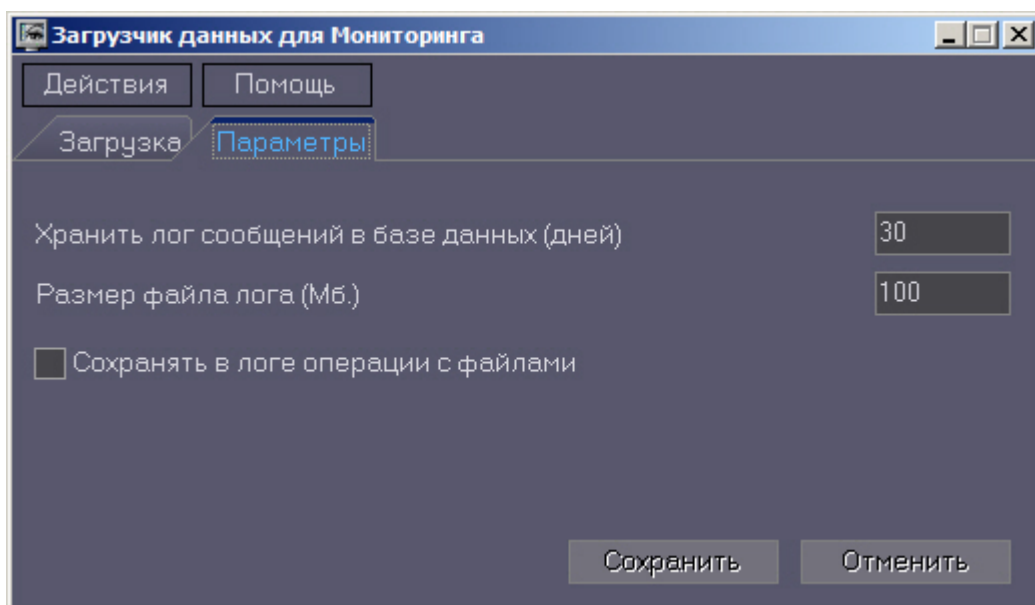 Загрузчик данных для Мониторинга
Действия Помощь
Загрузка Параметры
Хранить лог сообщений в базе данных (дней) 30
Размер файла лога (Мб.) 100
Сохранять в логе операции с файлами
Сохранить Отменить